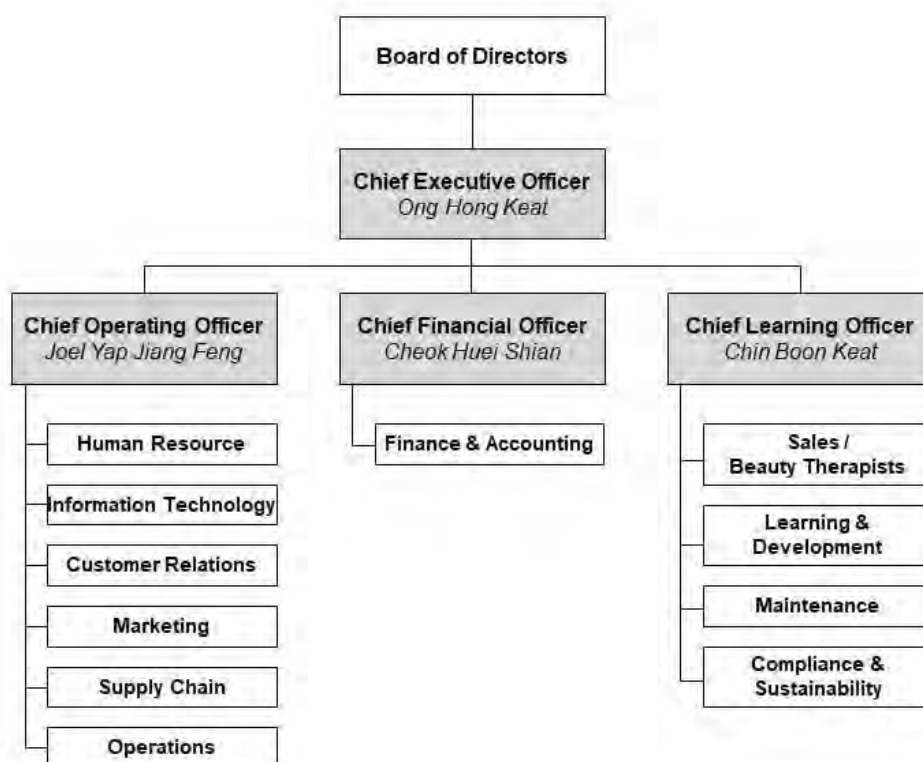 Board of Directors
Chief Executive Officer
Ong Hong Keat
Chief Operating Officer
Joel Yap Jiang Feng
Human Resource
Information Technology
Customer Relations
Marketing
Supply Chain
Operations
Chief Financial Officer
Cheok Huei Shian
Finance & Accounting
Chief Learning Officer
Chin Boon Keat
Sales /
Beauty Therapists
Learning &
Development
Maintenance
Compliance &
Sustainability